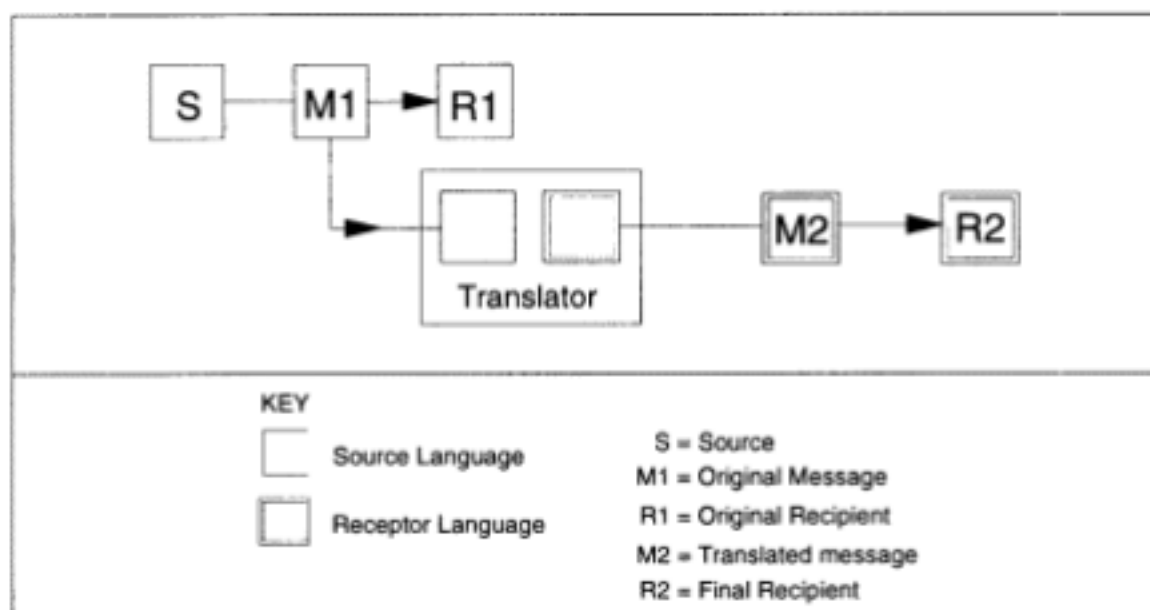 S M1 R1
M2 R2
Translator
KEY
Source Language
Receptor Language
S = Source
M1 = Original Message
R1 = Original Recipient
M2 = Translated message
R2 = Final Recipient